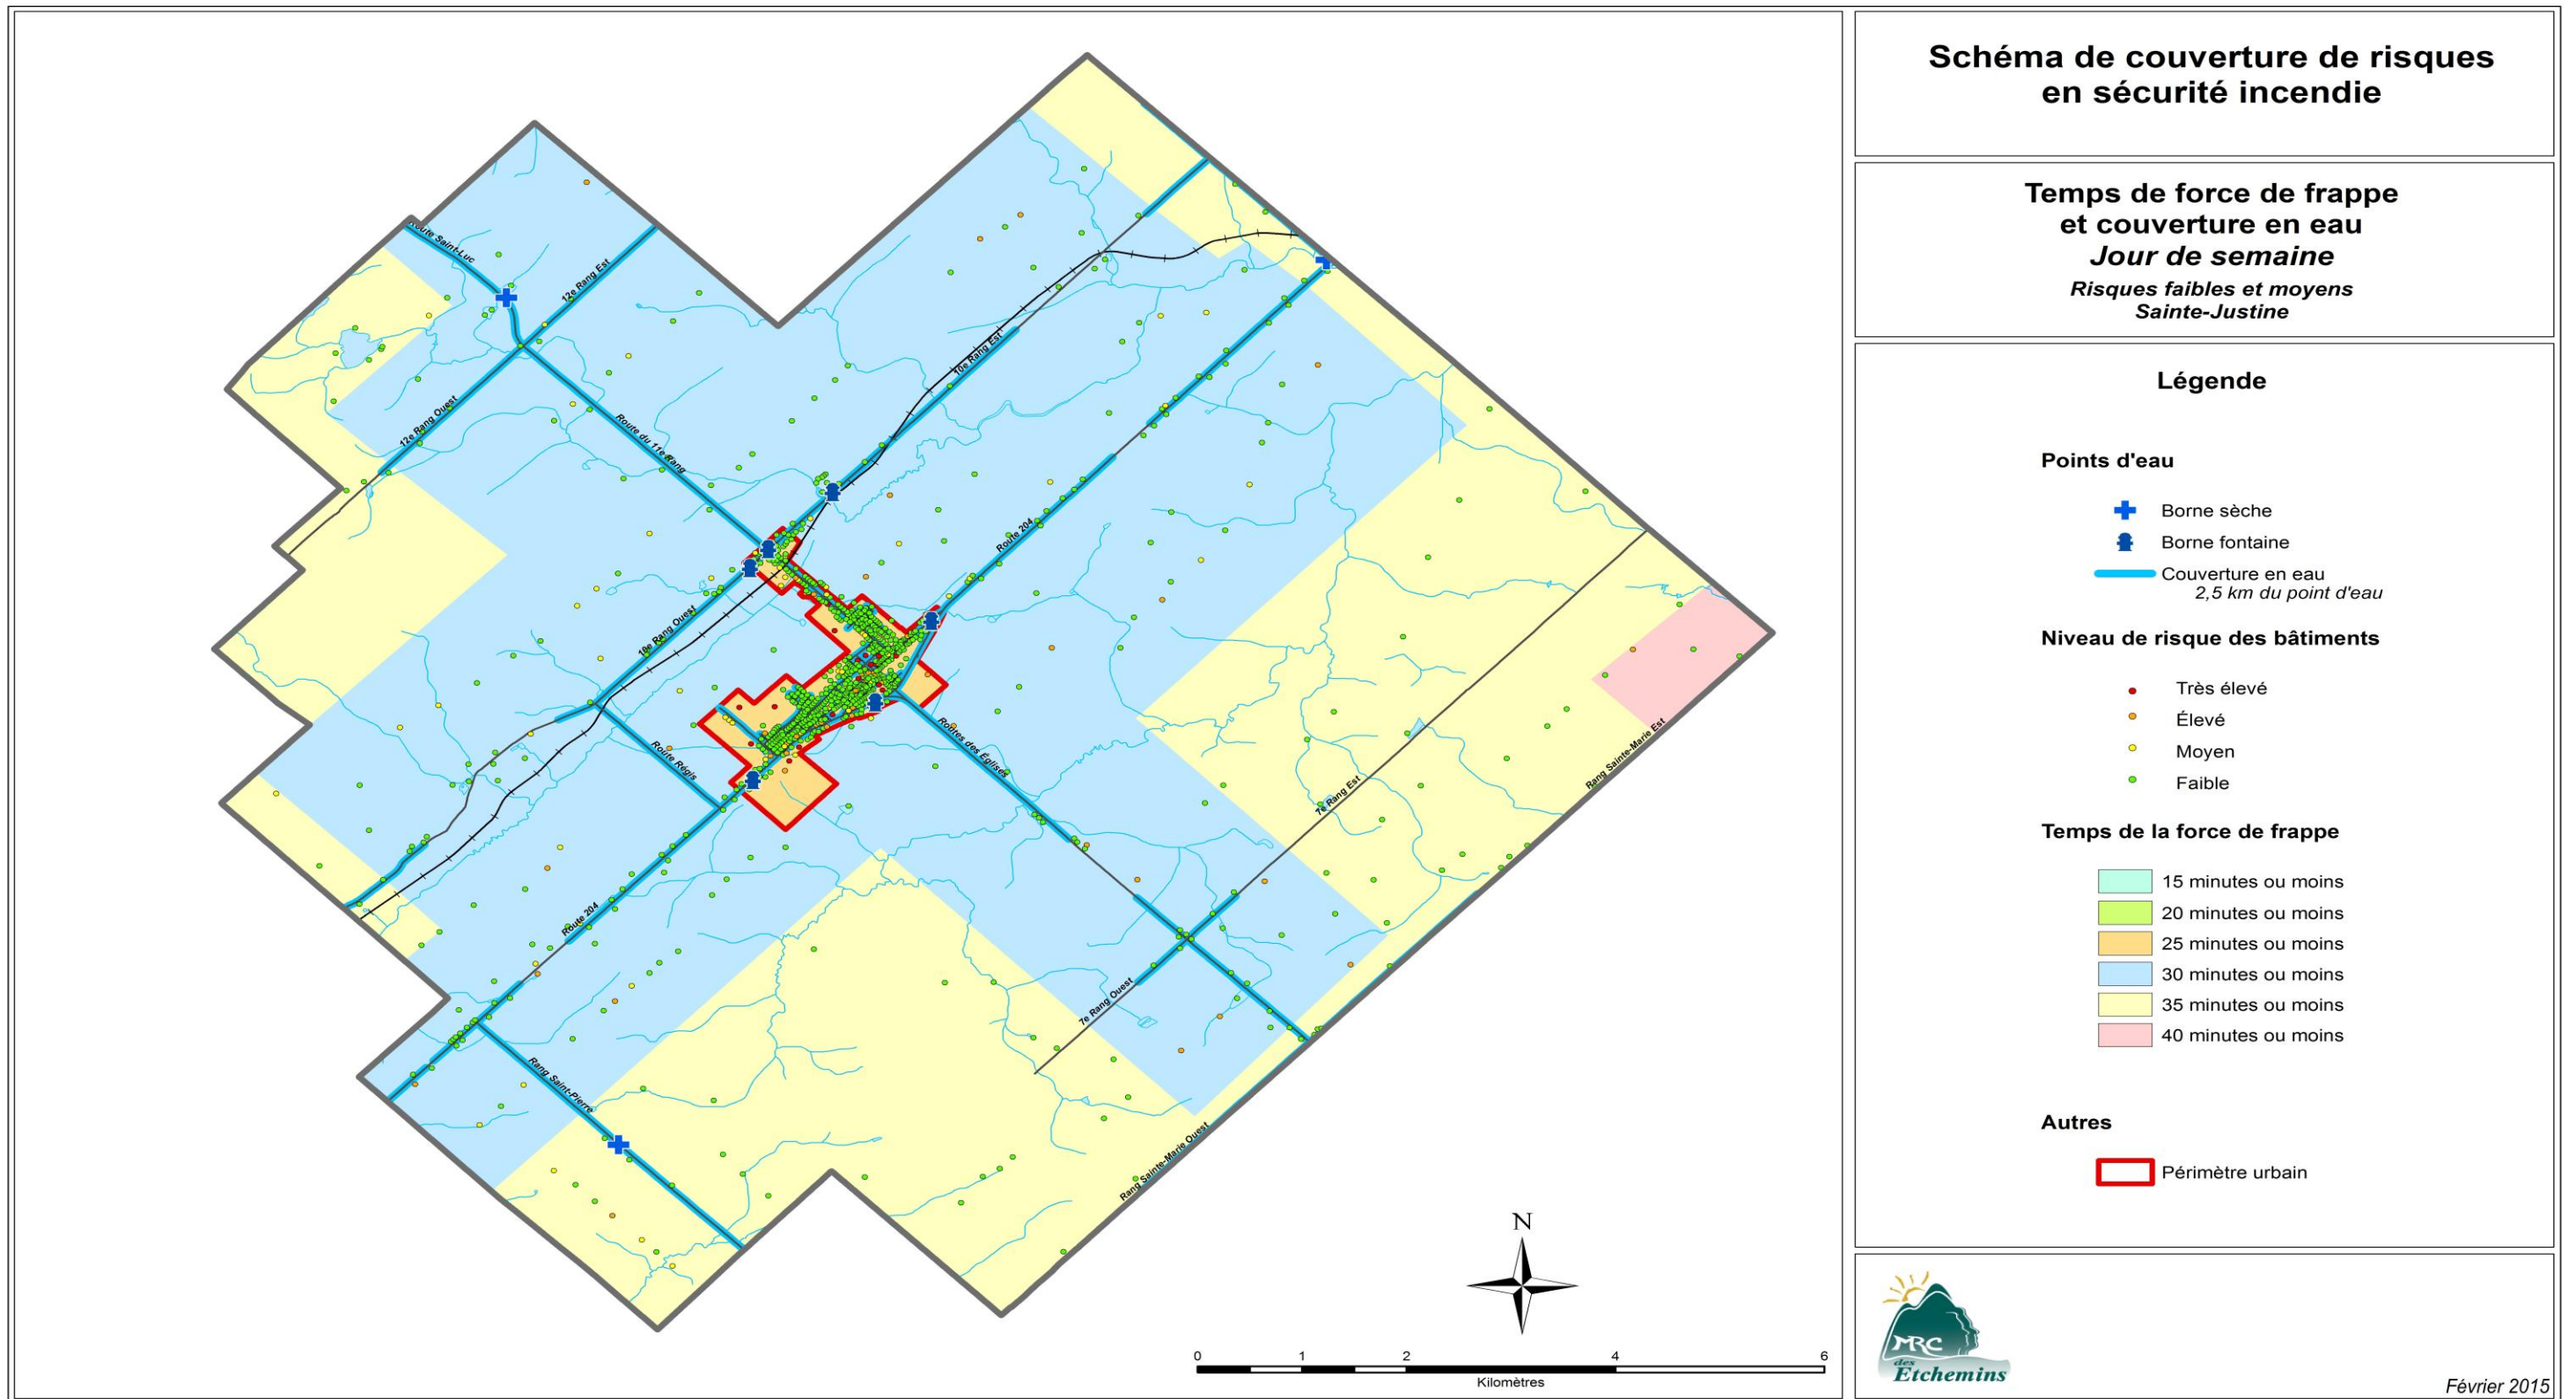 Schéma de couverture de risques
en sécurité incendie
Temps de force de frappe
et couverture en eau
Jour de semaine
Risques faibles et moyens
Sainte-Justine
Légende
Points d'eau
Borne sèche
Borne fontaine
Couverture en eau
2,5 km du point d'eau
Niveau de risque des bâtiments
Très élevé
Élevé
Moyen
Faible
Temps de la force de frappe
15 minutes ou moins
20 minutes ou moins
25 minutes ou moins
30 minutes ou moins
35 minutes ou moins
40 minutes ou moins
Autres
Périmètre urbain
MRC
des
Etchemins
Février 2015
Route Saint-Luc
12e Rang Est
12e Rang Ouest
Route du 11e Rang
10e Rang Est
Route 204
10e Rang Ouest
Route Régis
Routes des Églises
7e Rang Est
Rang Sainte-Marie Est
Route 204
7e Rang Ouest
Rang Saint-Pierre
Rang Sainte-Marie Ouest
N
0 1 2 4 6
Kilomètres